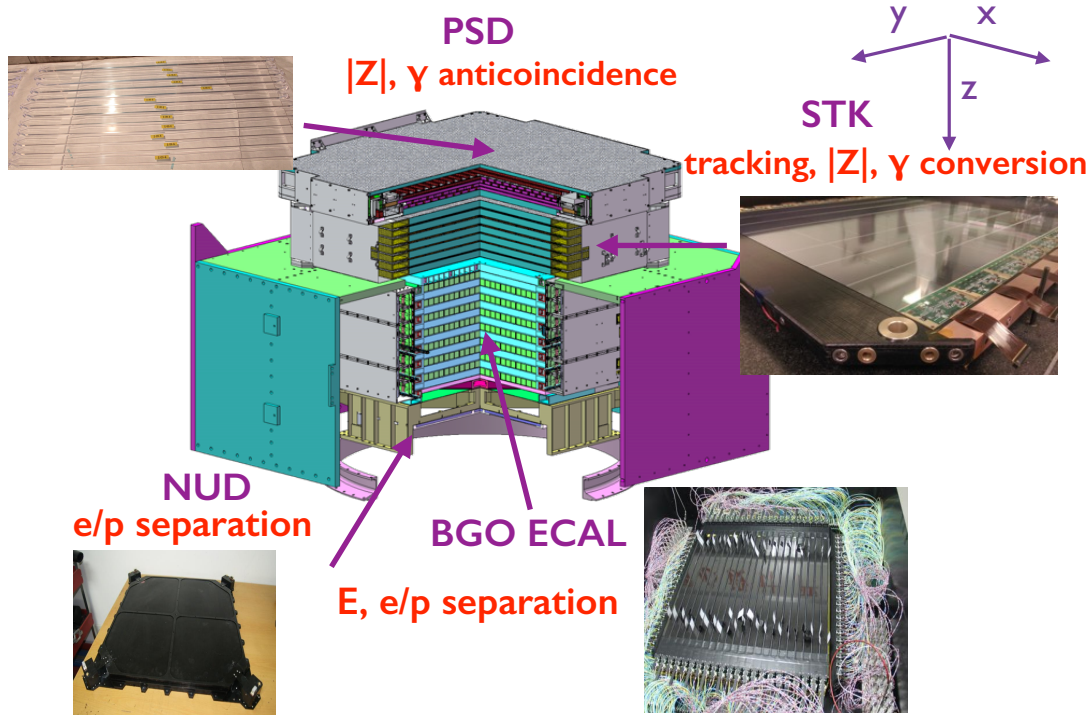 PSD
|Z|, γ anticoincidence
y
x
z
STK
tracking, |Z|, γ conversion
NUD
e/p separation
BGO ECAL
E, e/p separation